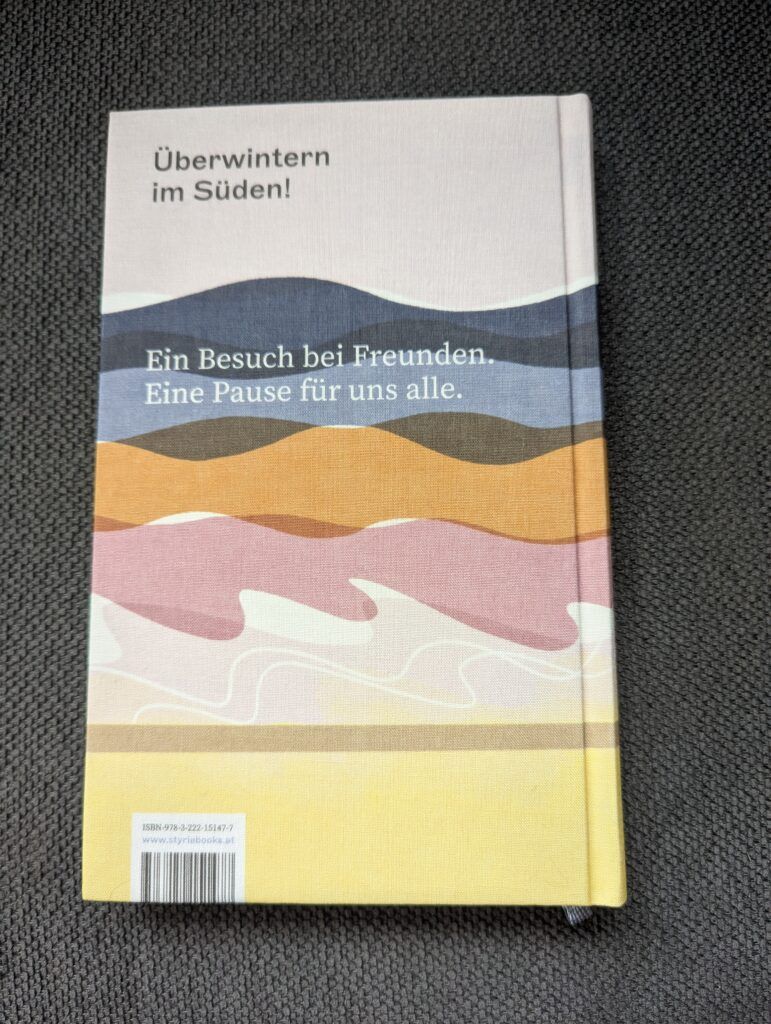 Überwintern
im Süden!
Ein Besuch bei Freunden.
Eine Pause für uns alle.
ISBN-978-3-222-15147-7
www.styriabooks.at